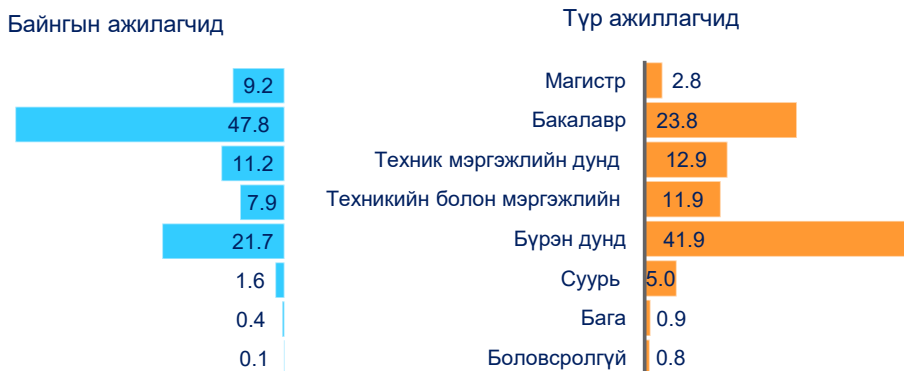 Байнгын ажилагчид
Түр ажиллагчид
9.2 Магистр 2.8
47.8 Бакалавр 23.8
11.2 Техник мэргэжлийн дунд 12.9
7.9 Техникийн болон мэргэжлийн 11.9
21.7 Бүрэн дунд 41.9
1.6 Суурь 5.0
0.4 Бага 0.9
0.1 Боловсролгүй 0.8